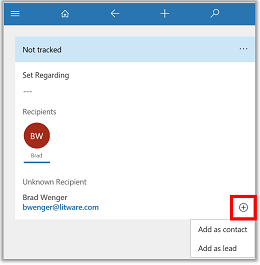 Not tracked
...
Set Regarding
---
Recipients
BW
Brad
Unknown Recipient
Brad Wenger
bwenger@litware.com
Add as contact
Add as lead